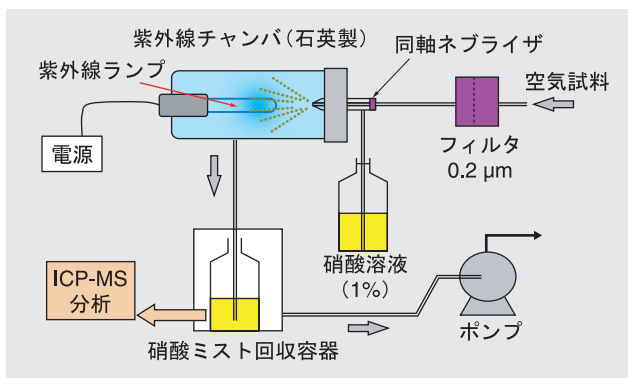 紫外線チャンバ(石英製)
紫外線ランプ
同軸ネブライザ
空気試料
フィルタ
0.2 μm
電源
硝酸溶液
(1%)
ICP-MS
分析
硝酸ミスト回収容器
ポンプ